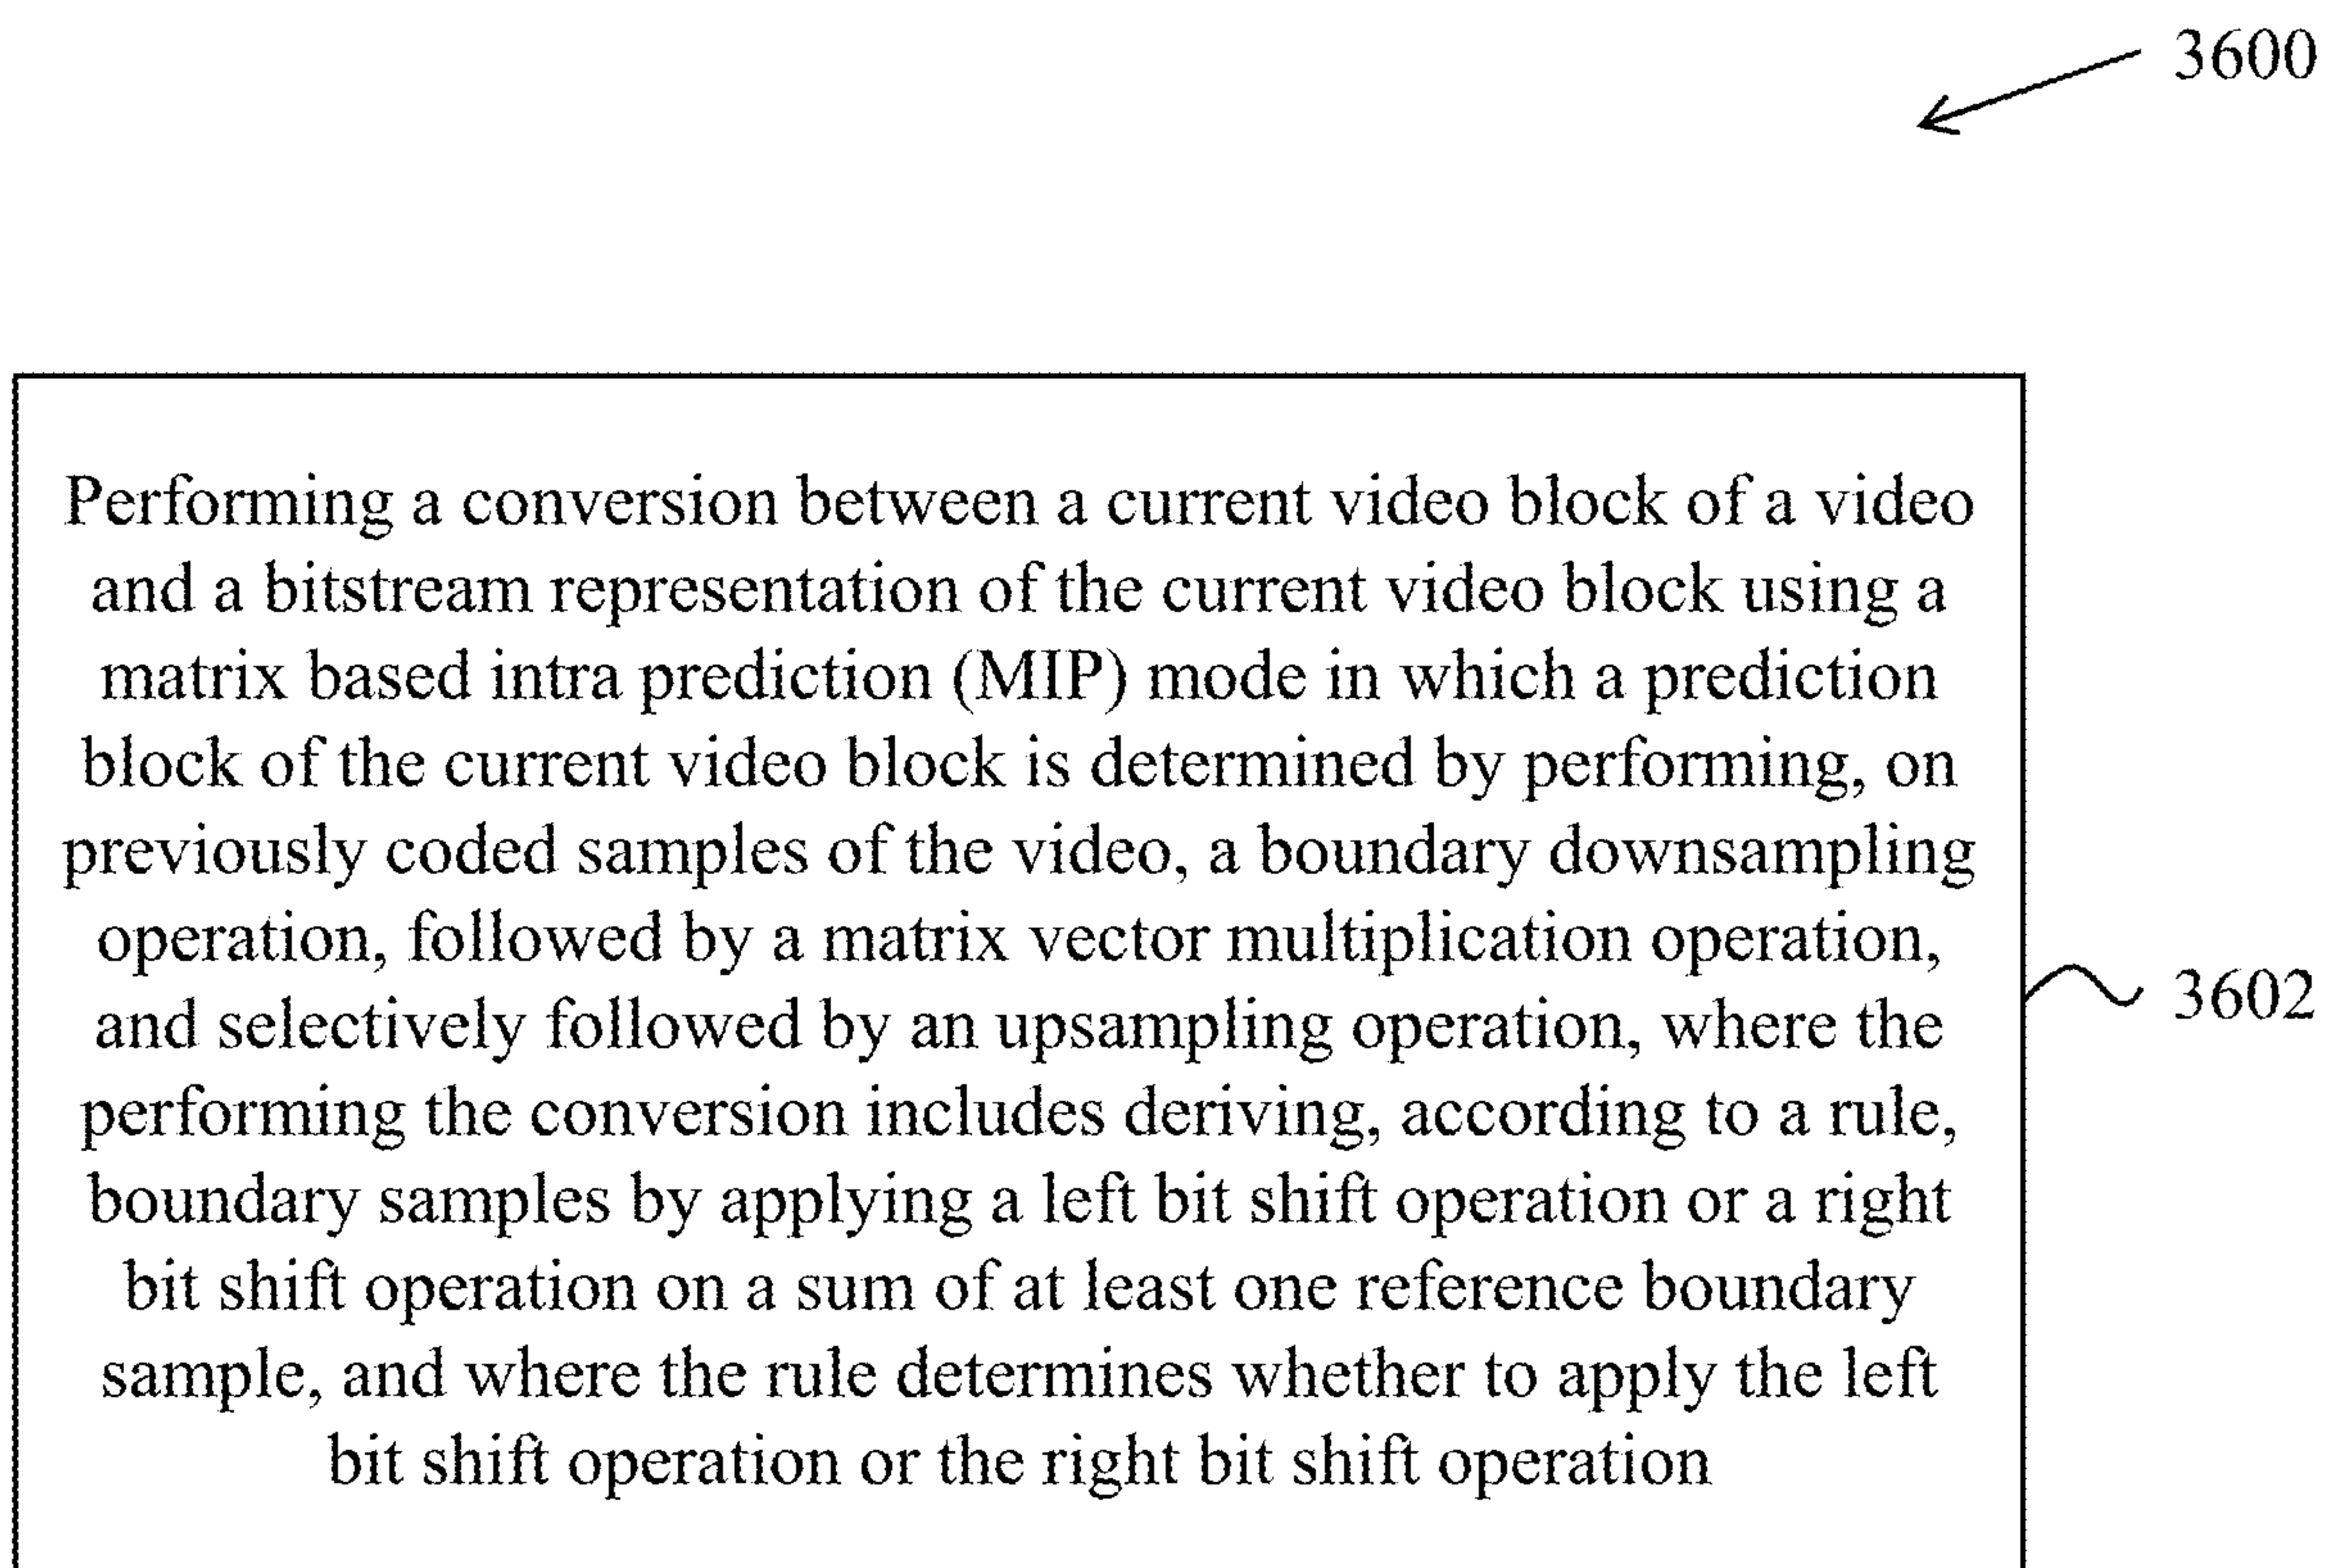 3600
Performing a conversion between a current video block of a video
and a bitstream representation of the current video block using a
matrix based intra prediction (MIP) mode in which a prediction
block of the current video block is determined by performing, on
previously coded samples of the video, a boundary downsampling
operation, followed by a matrix vector multiplication operation,
and selectively followed by an upsampling operation, where the
performing the conversion includes deriving, according to a rule,
boundary samples by applying a left bit shift operation or a right
bit shift operation on a sum of at least one reference boundary
sample, and where the rule determines whether to apply the left
bit shift operation or the right bit shift operation
3602